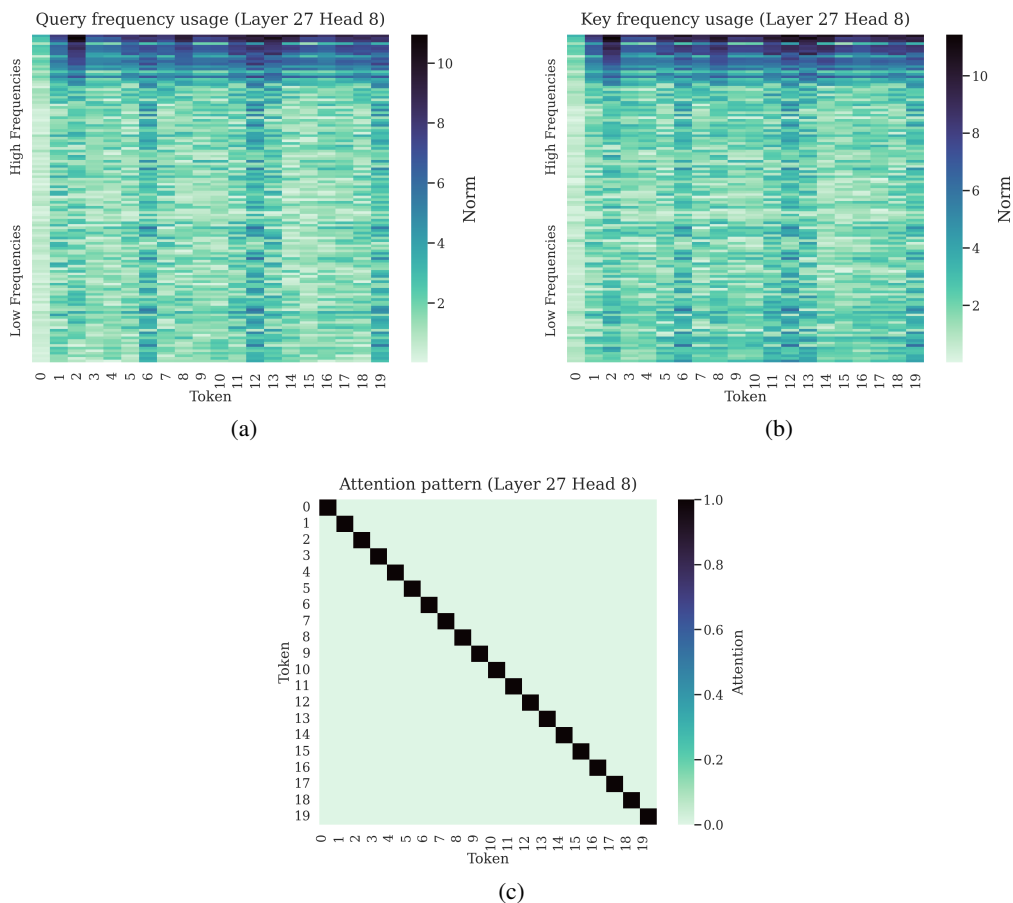 Query frequency usage (Layer 27 Head 8)
High Frequencies
Low Frequencies
0 1 2 3 4 5 6 7 8 9 10 11 12 13 14 15 16 17 18 19
Token
10
8
6
4
2
Norm
(a)
Key frequency usage (Layer 27 Head 8)
High Frequencies
Low Frequencies
0 1 2 3 4 5 6 7 8 9 10 11 12 13 14 15 16 17 18 19
Token
10
8
6
4
2
Norm
(b)
Attention pattern (Layer 27 Head 8)
Token
0
1
2
3
4
5
6
7
8
9
10
11
12
13
14
15
16
17
18
19
0 1 2 3 4 5 6 7 8 9 10 11 12 13 14 15 16 17 18 19
Token
1.0
0.8
0.6
0.4
0.2
0.0
Attention
(c)